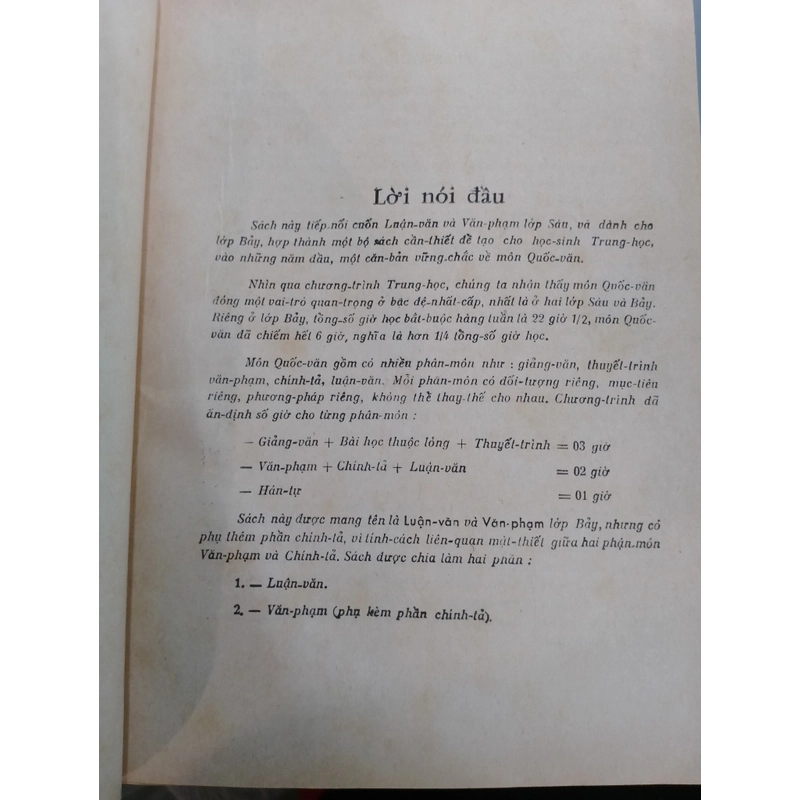 Lời nói đầu
Sách này tiếp nối cuốn Luận-văn và Văn-phạm lớp Sáu, và dành cho
lớp Bảy, hợp thành một bộ sách cần-thiết để tạo cho học-sinh Trung-học,
vào những năm đầu, một căn-bản vững-chắc về môn Quốc-văn.
Nhìn qua chương-trình Trung-học, chúng ta nhận thấy môn Quốc-văn
đóng một vai-trò quan-trọng ở bậc đệ-nhất-cấp, nhất là ở hai lớp Sáu và Bảy.
Riêng ở lớp Bảy, tổng-số giờ học bắt-buộc hàng tuần là 22 giờ 1/2, môn Quốc-
văn đã chiếm hết 6 giờ, nghĩa là hơn 1/4 tổng-số giờ học.
Môn Quốc-văn gồm có nhiều phân-môn như : giảng-văn, thuyết-trình
văn-phạm, chính-tả, luận-văn. Mỗi phân-môn có đối-tượng riêng, mục-tiêu
riêng, phương-pháp riêng, không thể thay-thế cho nhau. Chương-trình đã
ấn-định số giờ cho từng phân-môn :
— Giảng-văn + Bài học thuộc lòng + Thuyết-trình = 03 giờ
— Văn-phạm + Chính-tả + Luận-văn = 02 giờ
— Hán-tự = 01 giờ
Sách này được mang tên là Luận-văn và Văn-phạm lớp Bảy, nhưng có
phụ thêm phần chính-tả, vì tính-cách liên-quan mật-thiết giữa hai phận-môn
Văn-phạm và Chính-tả. Sách được chia làm hai phần :
1. — Luận-văn.
2. — Văn-phạm (phụ kèm phần chính-tả).